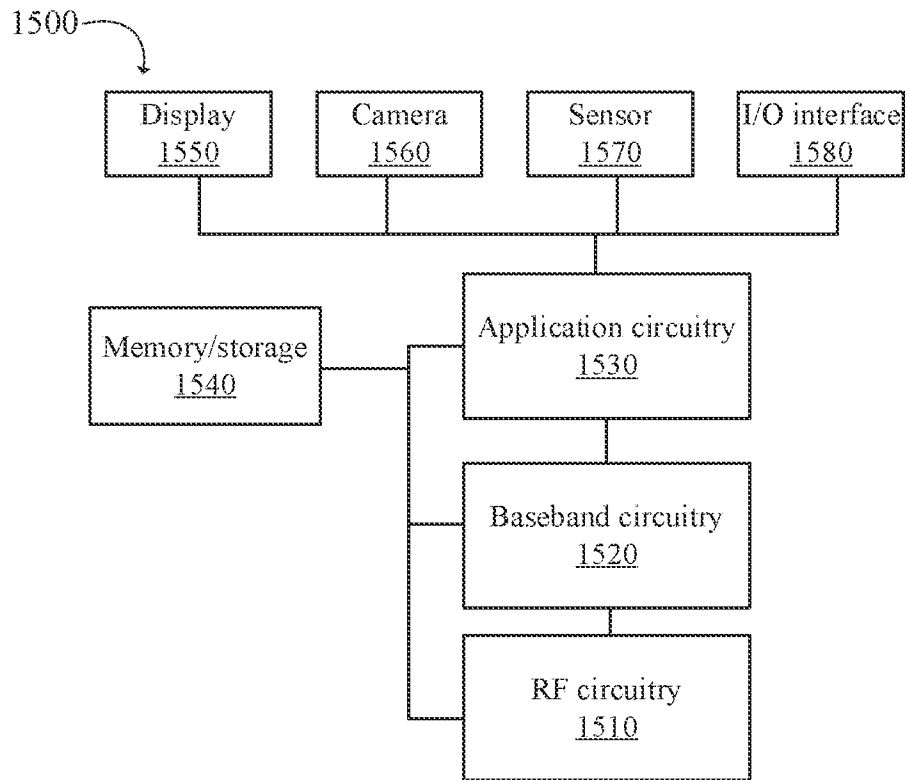 1500
Display
1550
Camera
1560
Sensor
1570
I/O interface
1580
Application circuitry
1530
Memory/storage
1540
Baseband circuitry
1520
RF circuitry
1510